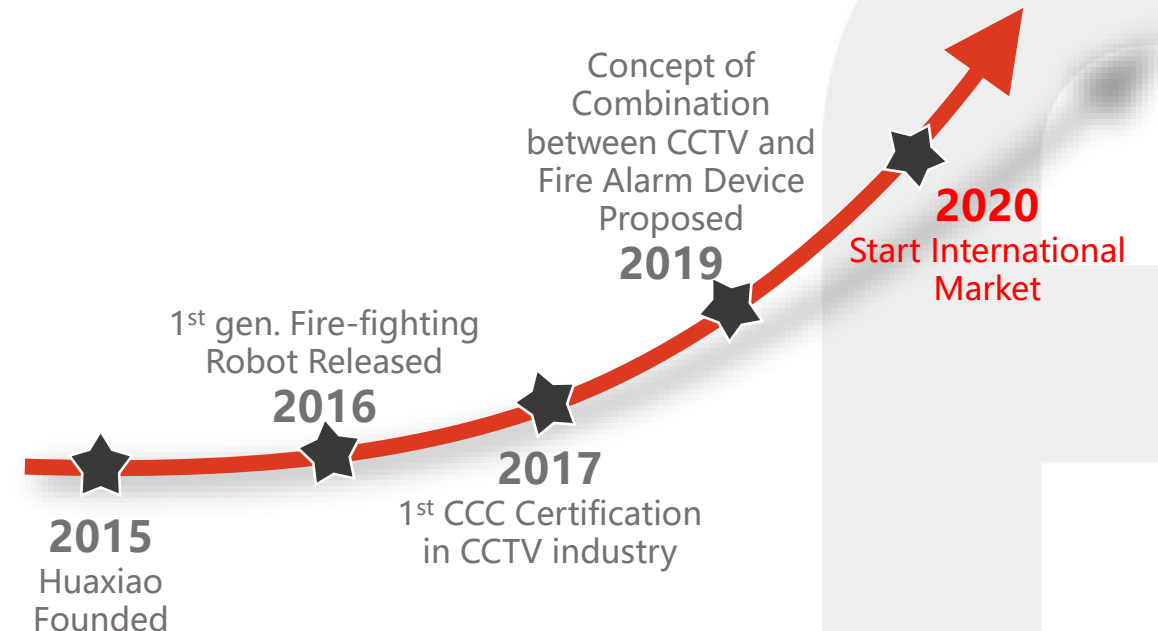 2015
Huaxiao
Founded
1st gen. Fire-fighting
Robot Released
2016
2017
1st CCC Certification
in CCTV industry
Concept of
Combination
between CCTV and
Fire Alarm Device
Proposed
2019
2020
Start International
Market